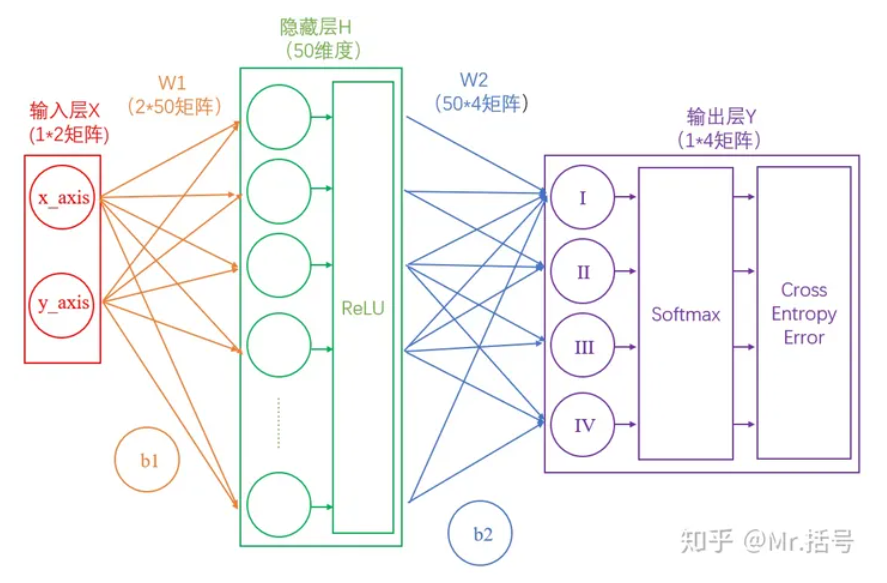 隐藏层H
（50维度）
W1
（2*50矩阵）
W2
（50*4矩阵）
输入层X
(1*2矩阵)
输出层Y
（1*4矩阵）
x_axis
y_axis
ReLU
I
II
III
IV
Softmax
Cross
Entropy
Error
b1
b2
知乎 @Mr.括号